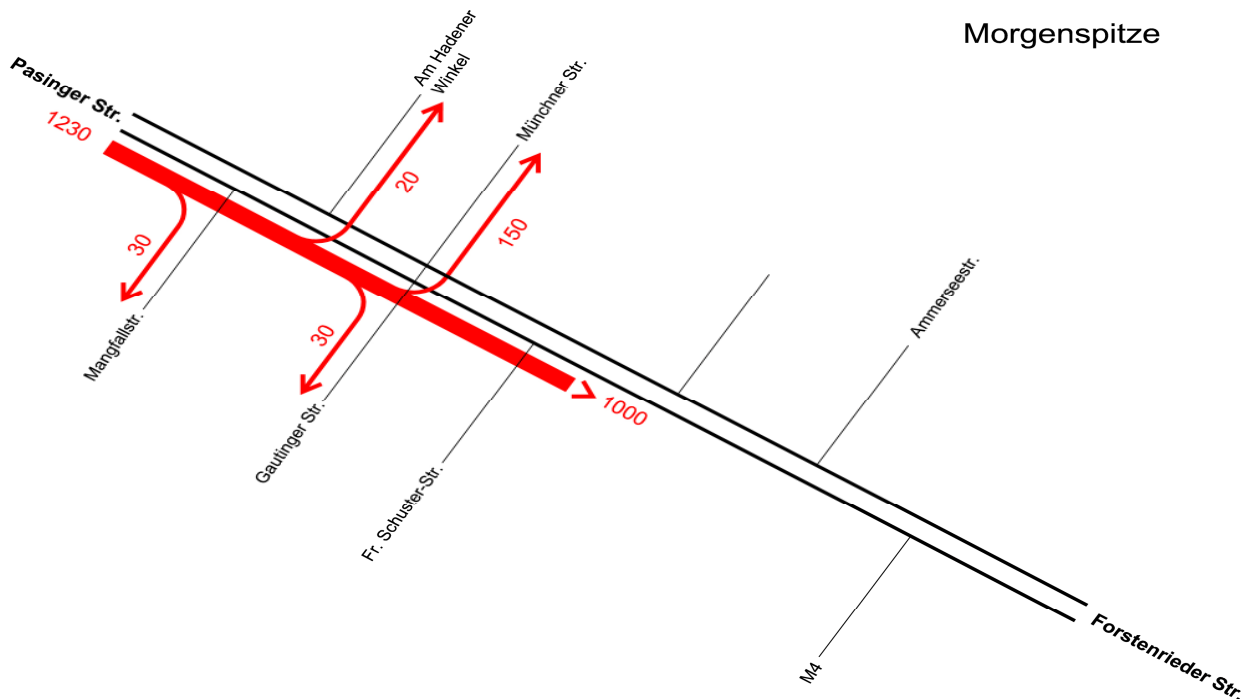 Morgenspitze
Pasinger Str.
1230
Am Hadener
Winkel
Münchner Str.
20
150
30
30
Mangfallstr.
Gautinger Str.
Fr. Schuster-Str.
1000
Ammerseestr.
M4
Forstenrieder Str.